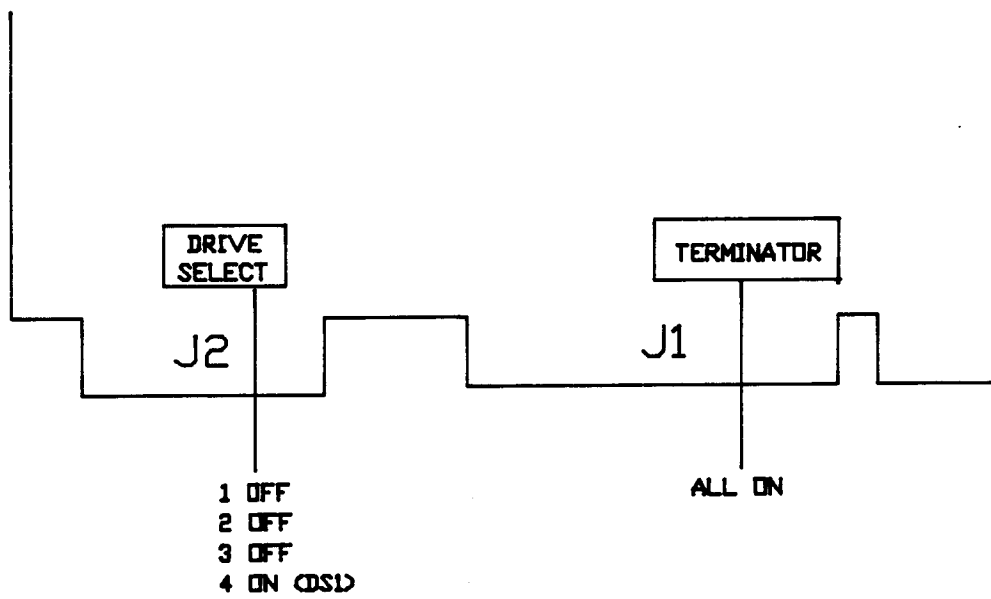 DRIVE
SELECT
TERMINATOR
J2
J1
1 OFF
2 OFF
3 OFF
4 ON (DS1)
ALL ON